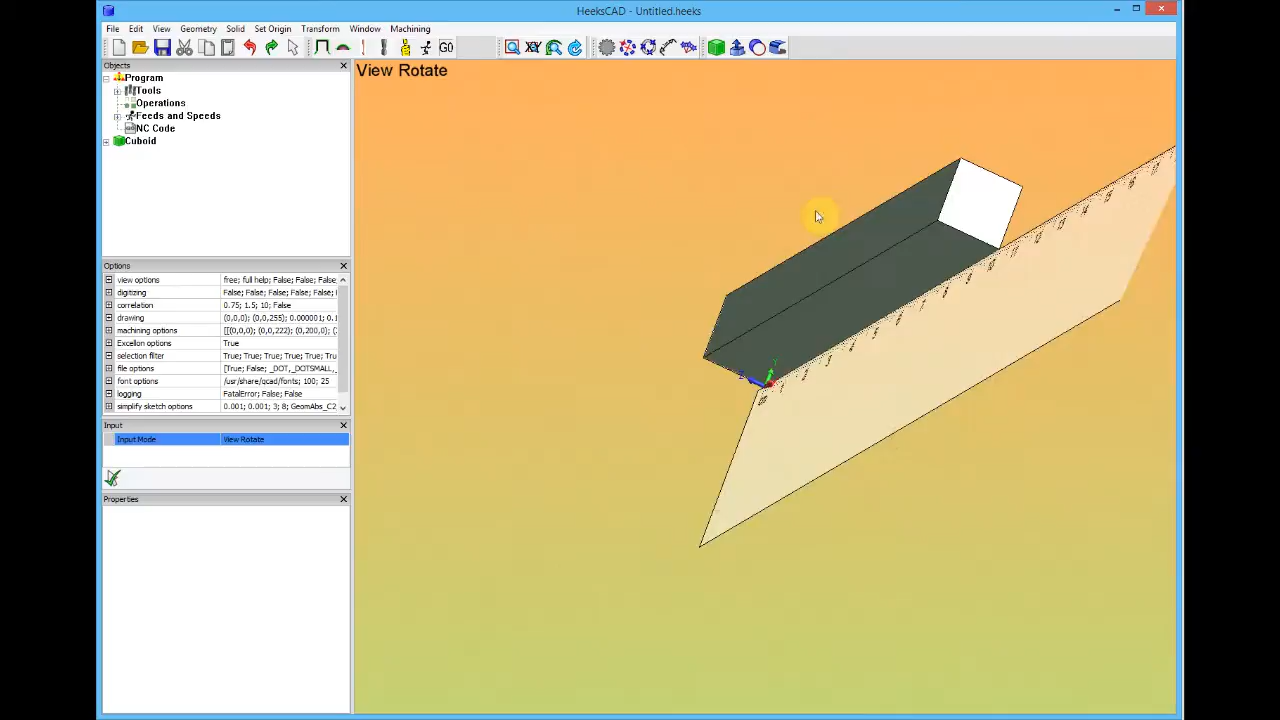 HeeksCAD - Untitled.heeks
File Edit View Geometry Solid Set Origin Transform Window Machining
G0
Objects
Program
Tools
Operations
Feeds and Speeds
NC Code
Cuboid
Options
view options free; full help; False; False; False
digitizing False; False; False; False; False;
correlation 0.75; 1.5; 10; False
drawing (0,0,0); (0,0,255); 0.000001; 0.
machining options [[(0,0,0); (0,0,222); (0,200,0); (
Excellon options True
selection filter True; True; True; True; True; Tru
file options [True; False; _DOT,_DOTSMALL,_
font options /usr/share/qcad/fonts; 100; 25
logging FatalError; False; False
simplify sketch options 0.001; 0.001; 3; 8; GeomAbs_C2
Input
Input Mode View Rotate
Properties
View Rotate
Y
Z